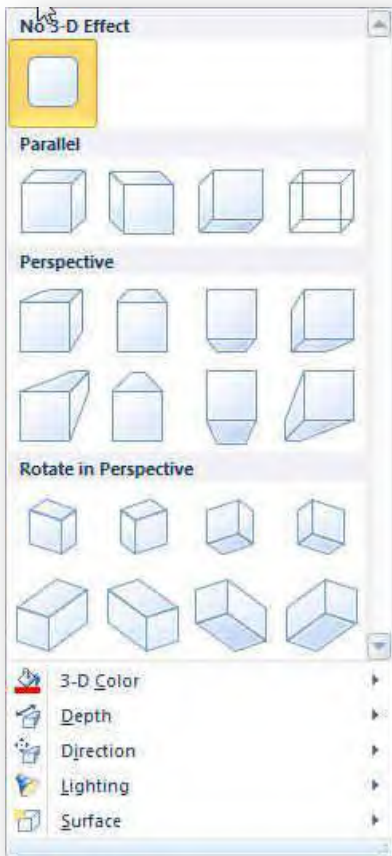 No 3-D Effect
Parallel
Perspective
Rotate in Perspective
3-D Color
Depth
Direction
Lighting
Surface